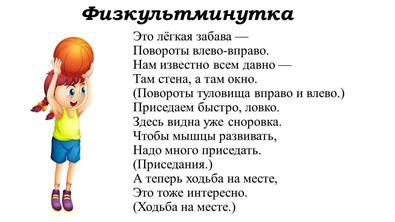 Физкультминутка
Это лёгкая забава —
Повороты влево-вправо.
Нам известно всем давно —
Там стена, а там окно.
(Повороты туловища вправо и влево.)
Приседаем быстро, ловко.
Здесь видна уже сноровка.
Чтобы мышцы развивать,
Надо много приседать.
(Приседания.)
А теперь ходьба на месте,
Это тоже интересно.
(Ходьба на месте.)